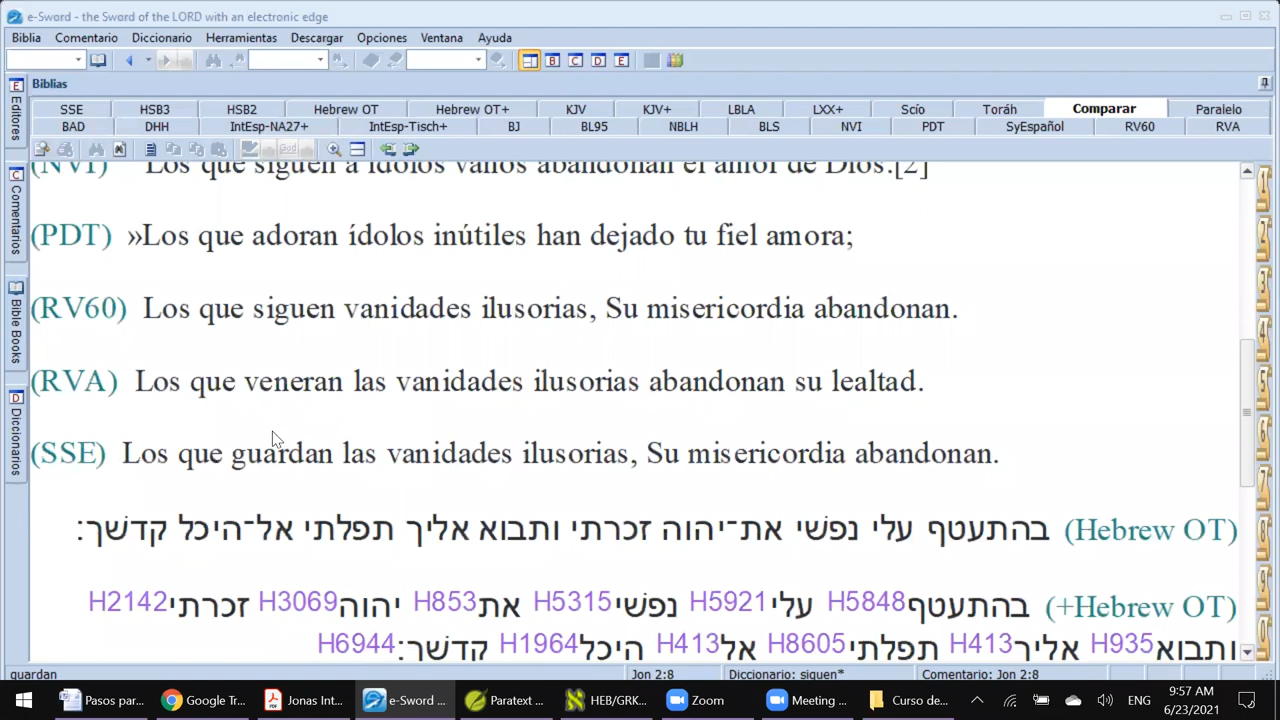 e-Sword - the Sword of the LORD with an electronic edge
Biblia Comentario Diccionario Herramientas Descargar Opciones Ventana Ayuda
B C D E
Biblias
SSE HSB3 HSB2 Hebrew OT Hebrew OT+ KJV KJV+ LBLA LXX+ Scío Toráh Comparar Paralelo
BAD DHH IntEsp-NA27+ IntEsp-Tisch+ BJ BL95 NBLH BLS NVI PDT SyEspañol RV60 RVA
E Editores
C Comentarios
Bible Books
D Diccionarios
(NVI) Los que siguen a ídolos vanos abandonan el amor de Dios.[2]
(PDT) »Los que adoran ídolos inútiles han dejado tu fiel amora;
(RV60) Los que siguen vanidades ilusorias, Su misericordia abandonan.
(RVA) Los que veneran las vanidades ilusorias abandonan su lealtad.
(SSE) Los que guardan las vanidades ilusorias, Su misericordia abandonan.
(Hebrew OT) בהתעטף עלי נפשׁי את־יהוה זכרתי ותבוא אליך תפלתי אל־היכל קדשׁך׃
(Hebrew OT+) בהתעטףH5848 עליH5921 נפשׁיH5315 אתH853 יהוהH3069 זכרתיH2142
ותבואH935 אליךH413 תפלתיH8605 אלH413 היכלH1964 קדשׁך׃H6944
guardan Jon 2:8 Diccionario: siguen* Comentario: Jon 2:8
Pasos par... Google Tr... Jonas Int... e-Sword ... Paratext ... HEB/GRK... Zoom Meeting ... Curso de... ENG 9:57 AM
6/23/2021